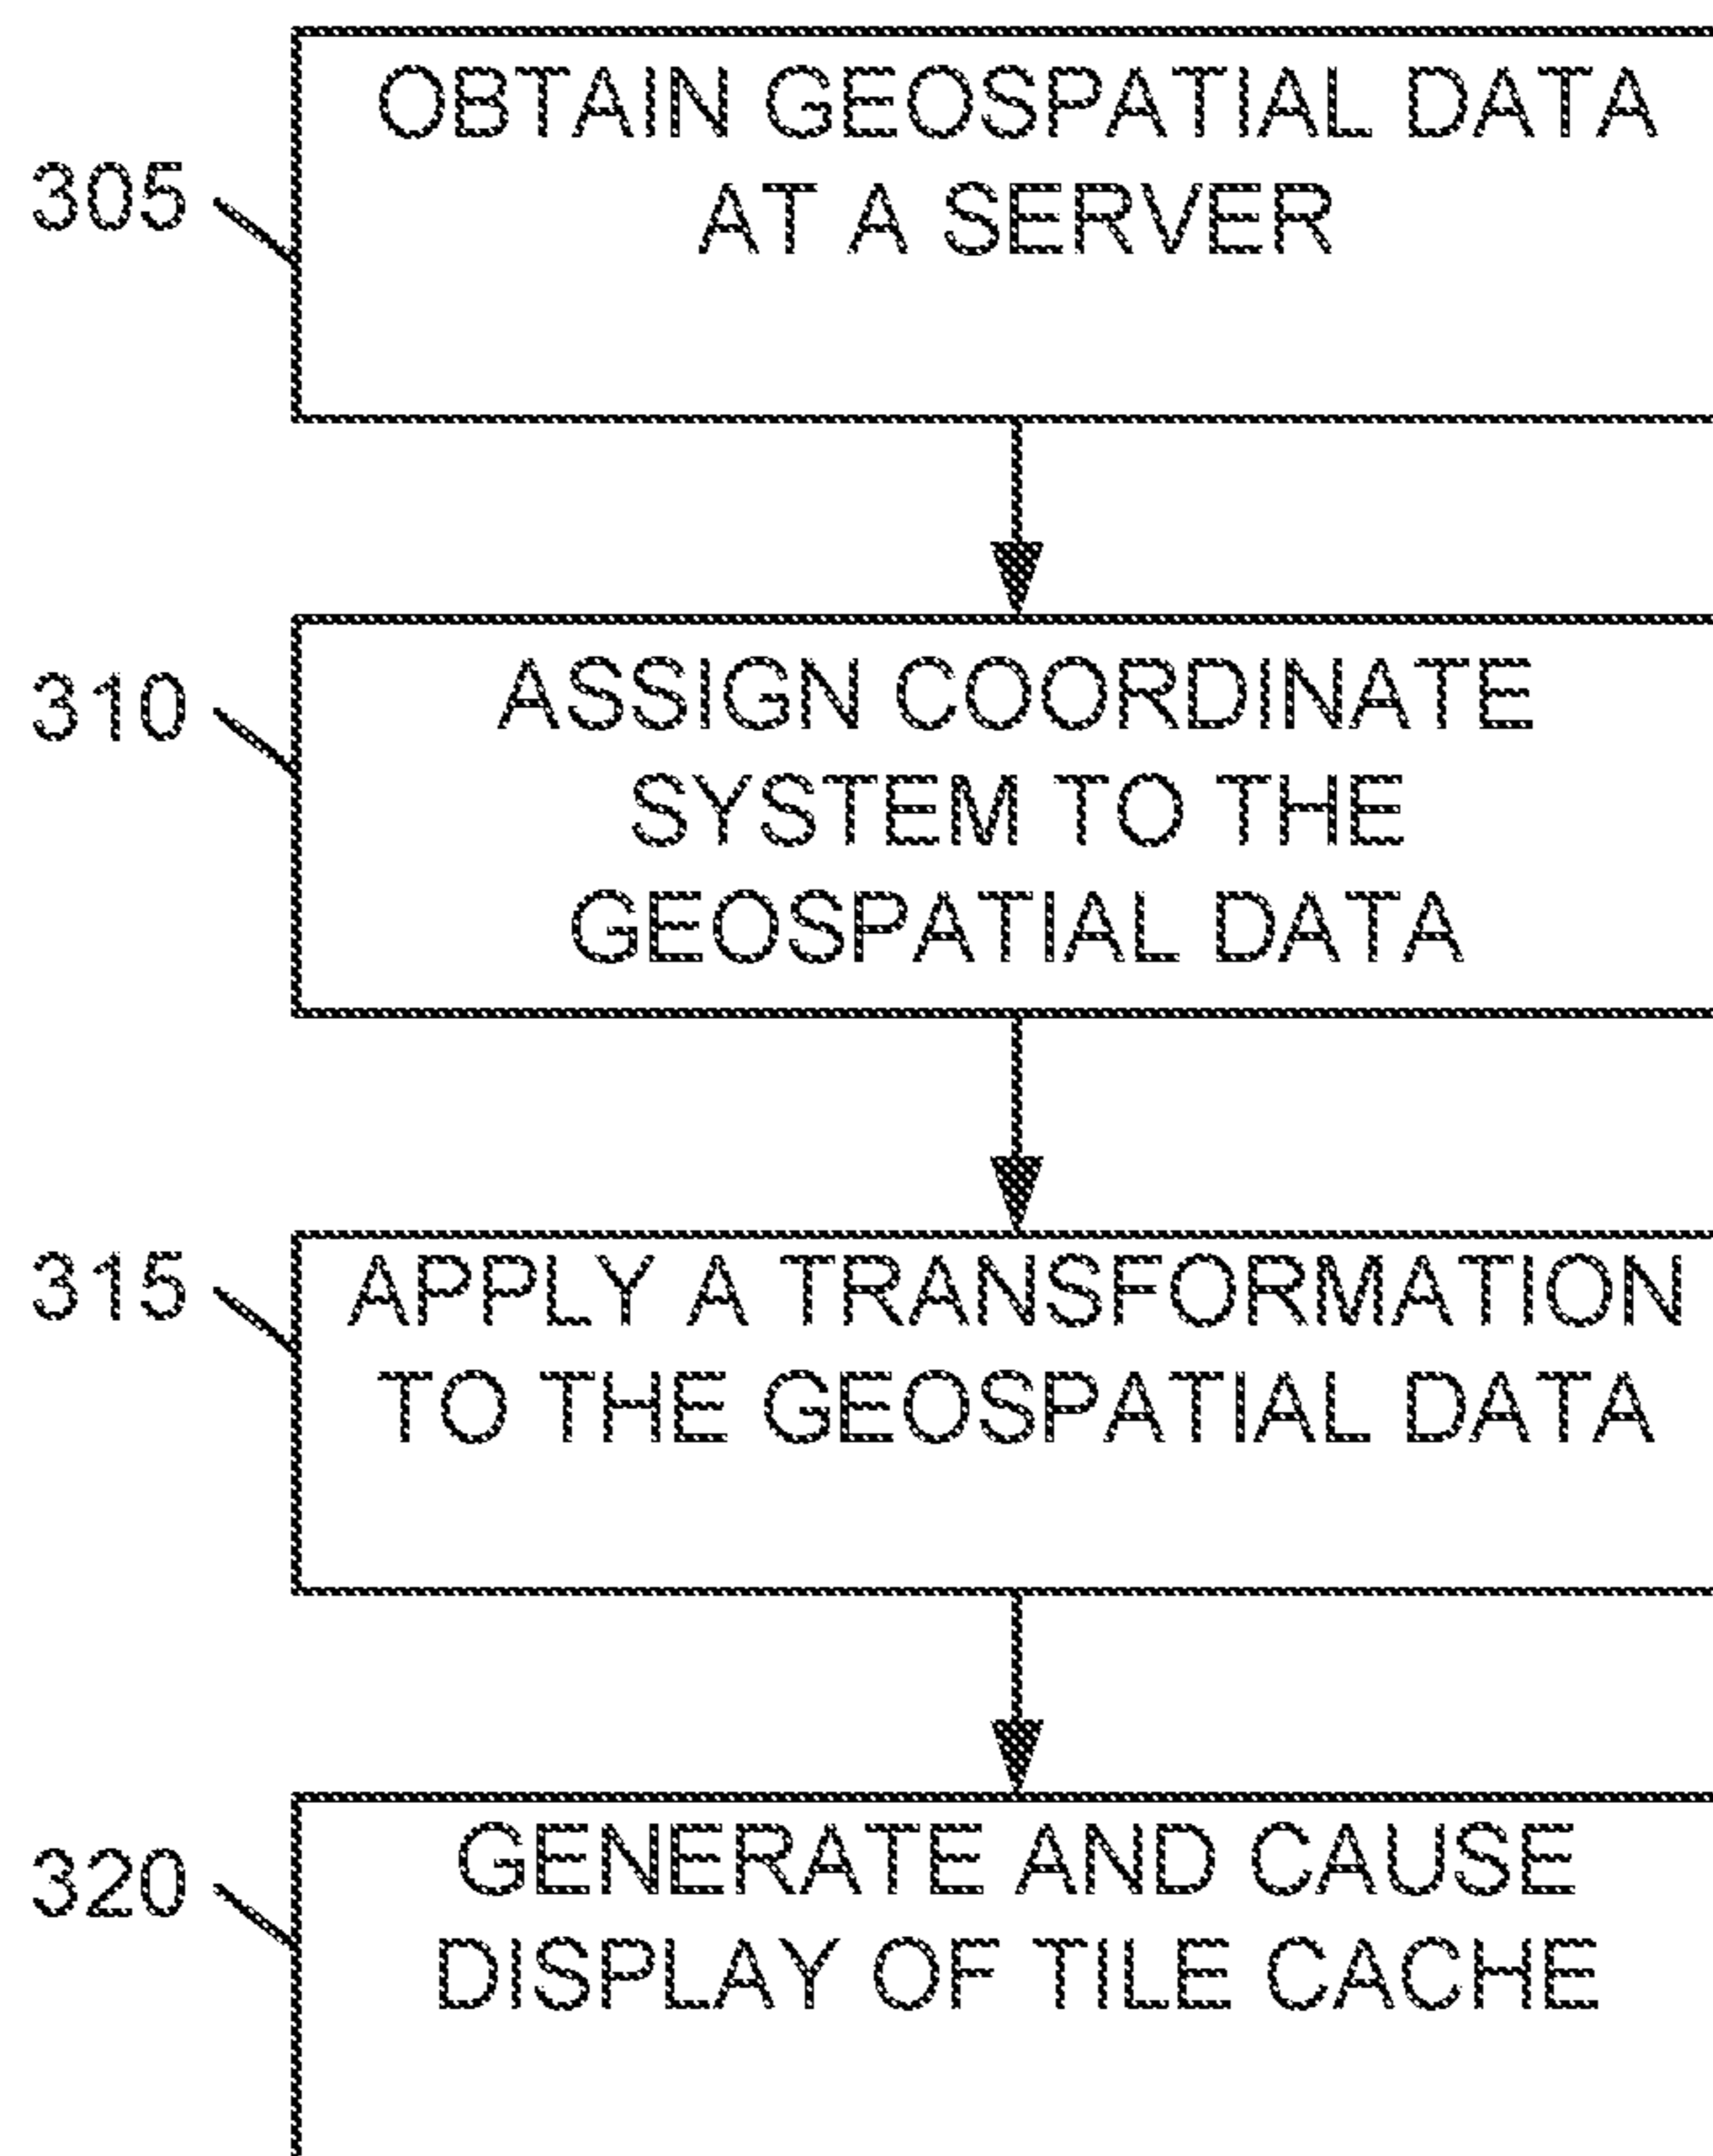 305
OBTAIN GEOSPATIAL DATA
AT A SERVER
310
ASSIGN COORDINATE
SYSTEM TO THE
GEOSPATIAL DATA
315
APPLY A TRANSFORMATION
TO THE GEOSPATIAL DATA
320
GENERATE AND CAUSE
DISPLAY OF TILE CACHE